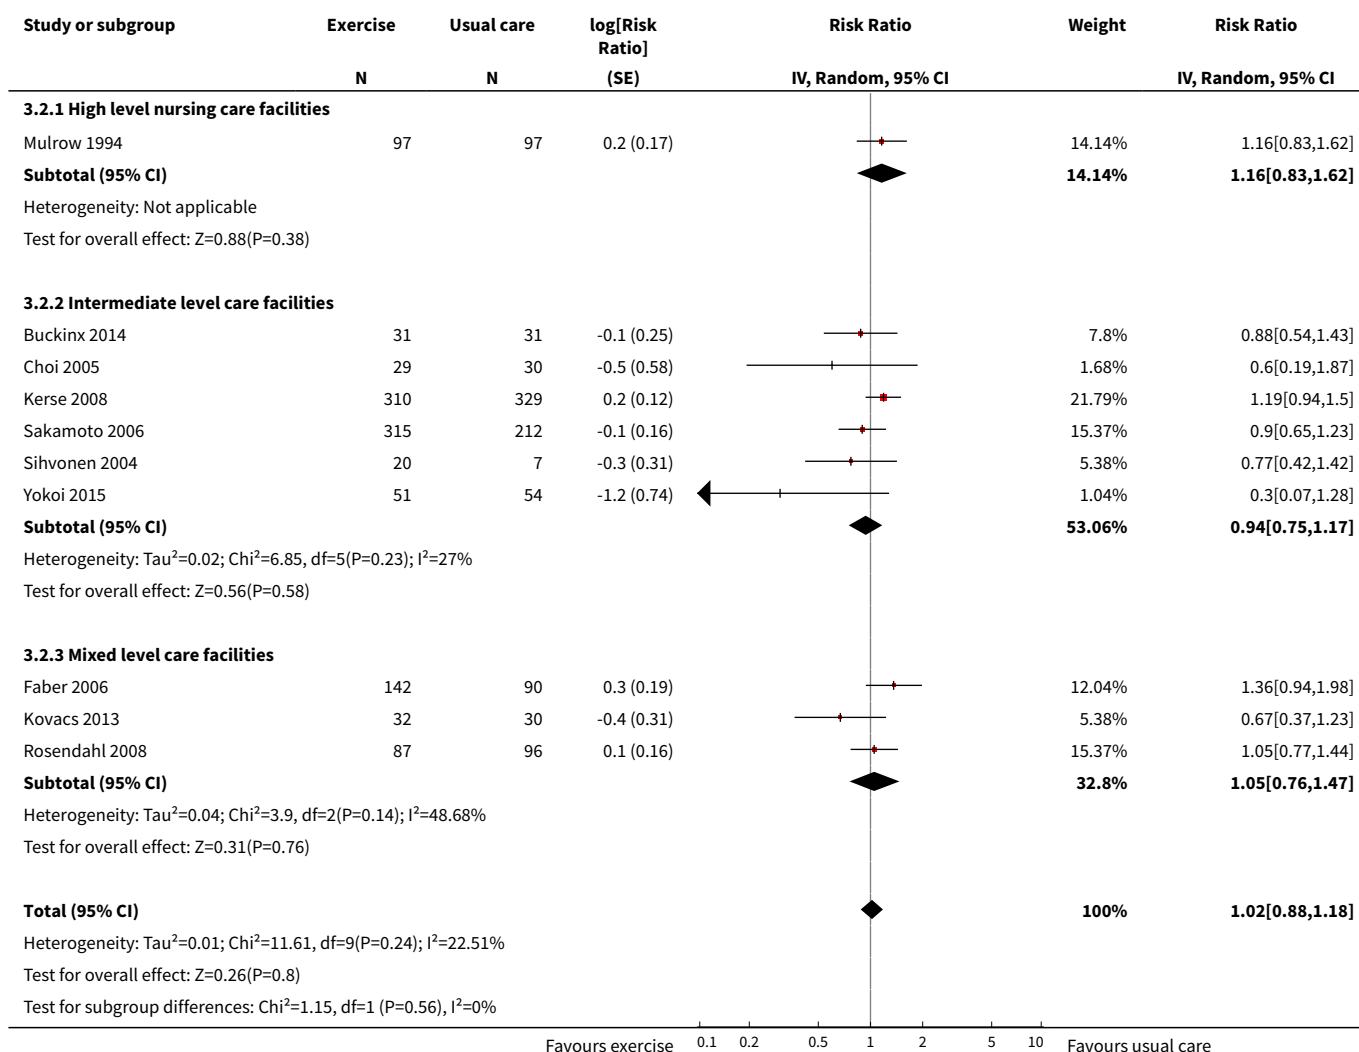 Study or subgroup Exercise Usual care log[Risk Ratio] Risk Ratio Weight Risk Ratio
N N (SE) IV, Random, 95% CI IV, Random, 95% CI
3.2.1 High level nursing care facilities
Mulrow 1994 97 97 0.2 (0.17) 14.14% 1.16[0.83,1.62]
Subtotal (95% CI) 14.14% 1.16[0.83,1.62]
Heterogeneity: Not applicable
Test for overall effect: Z=0.88(P=0.38)
3.2.2 Intermediate level care facilities
Buckinx 2014 31 31 -0.1 (0.25) 7.8% 0.88[0.54,1.43]
Choi 2005 29 30 -0.5 (0.58) 1.68% 0.6[0.19,1.87]
Kerse 2008 310 329 0.2 (0.12) 21.79% 1.19[0.94,1.5]
Sakamoto 2006 315 212 -0.1 (0.16) 15.37% 0.9[0.65,1.23]
Sihvonen 2004 20 7 -0.3 (0.31) 5.38% 0.77[0.42,1.42]
Yokoi 2015 51 54 -1.2 (0.74) 1.04% 0.3[0.07,1.28]
Subtotal (95% CI) 53.06% 0.94[0.75,1.17]
Heterogeneity: Tau²=0.02; Chi²=6.85, df=5(P=0.23); I²=27%
Test for overall effect: Z=0.56(P=0.58)
3.2.3 Mixed level care facilities
Faber 2006 142 90 0.3 (0.19) 12.04% 1.36[0.94,1.98]
Kovacs 2013 32 30 -0.4 (0.31) 5.38% 0.67[0.37,1.23]
Rosendahl 2008 87 96 0.1 (0.16) 15.37% 1.05[0.77,1.44]
Subtotal (95% CI) 32.8% 1.05[0.76,1.47]
Heterogeneity: Tau²=0.04; Chi²=3.9, df=2(P=0.14); I²=48.68%
Test for overall effect: Z=0.31(P=0.76)
Total (95% CI) 100% 1.02[0.88,1.18]
Heterogeneity: Tau²=0.01; Chi²=11.61, df=9(P=0.24); I²=22.51%
Test for overall effect: Z=0.26(P=0.8)
Test for subgroup differences: Chi²=1.15, df=1 (P=0.56), I²=0%
Favours exercise 0.1 0.2 0.5 1 2 5 10 Favours usual care